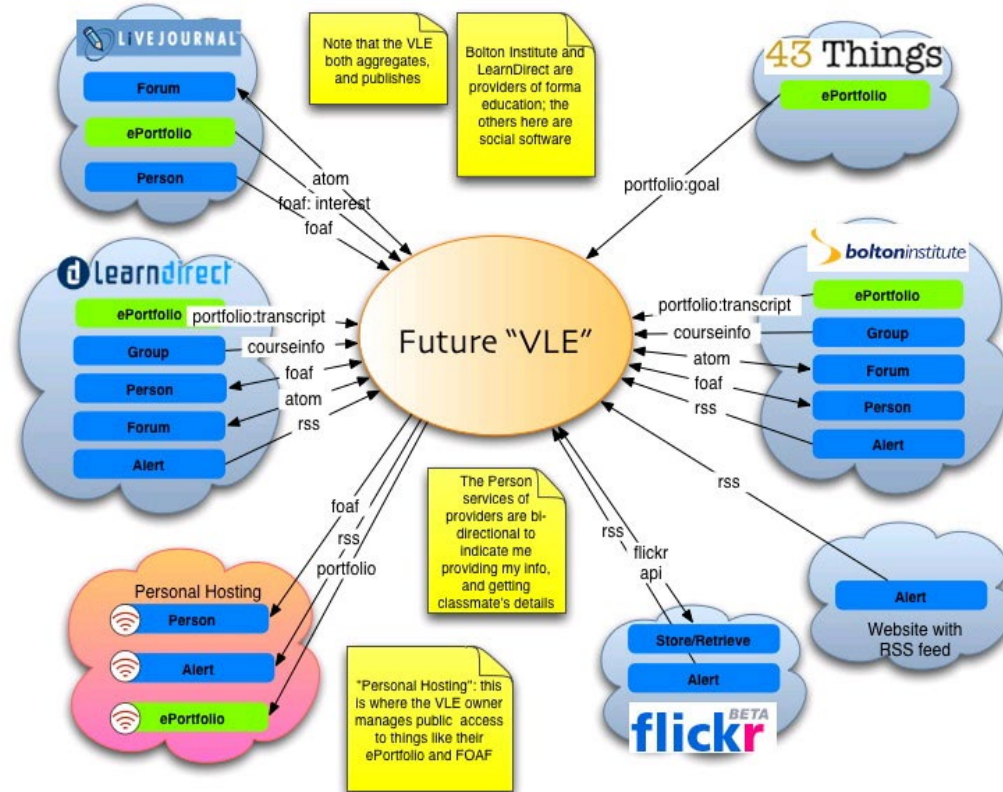 LiVEJOURNAL™
Forum
ePortfolio
Person
Note that the VLE
both aggregates,
and publishes
Bolton Institute and
LearnDirect are
providers of forma
education; the
others here are
social software
43 Things
ePortfolio
atom
foaf: interest
foaf
portfolio:goal
learndirect
ePortfolio
Group
Person
Forum
Alert
portfolio:transcript
courseinfo
foaf
atom
rss
Future “VLE”
boltoninstitute
ePortfolio
Group
Forum
Person
Alert
portfolio:transcript
courseinfo
atom
foaf
rss
foaf
rss
portfolio
The Person
services of
providers are bi-
directional to
indicate me
providing my info,
and getting
classmate's details
rss
flickr
api
rss
Personal Hosting
Person
Alert
ePortfolio
"Personal Hosting": this
is where the VLE owner
manages public access
to things like their
ePortfolio and FOAF
Store/Retrieve
Alert
flickr
BETA
Alert
Website with
RSS feed